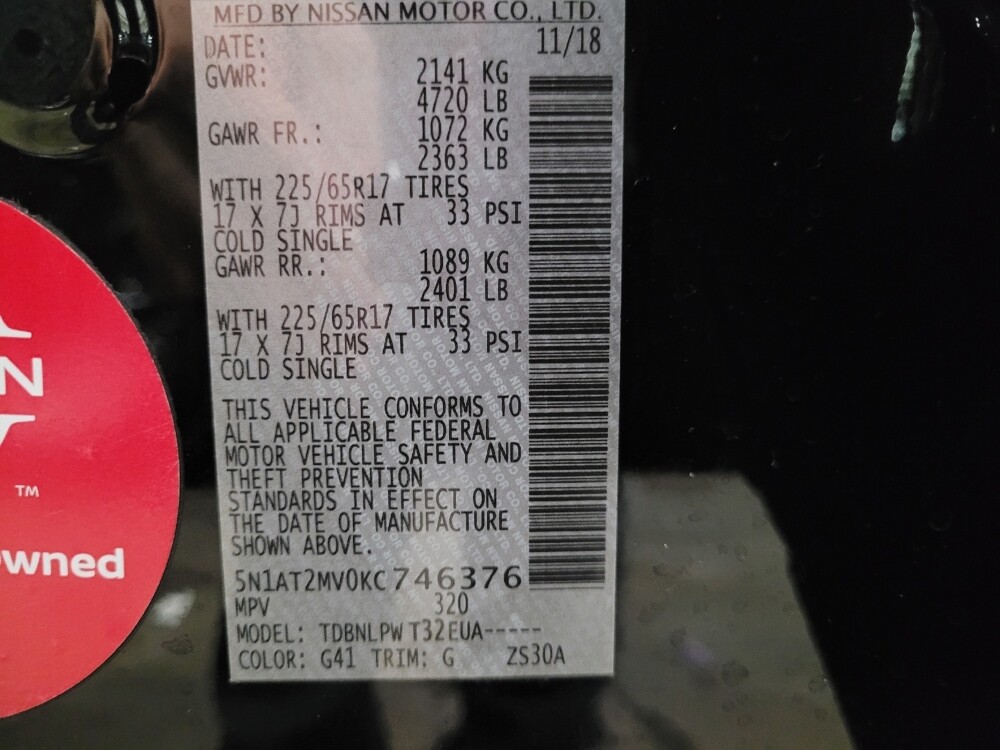 MFD BY NISSAN MOTOR CO., LTD.
DATE: 11/18
GVWR: 2141 KG
4720 LB
GAWR FR.: 1072 KG
2363 LB
WITH 225/65R17 TIRES
17 X 7J RIMS AT 33 PSI
COLD SINGLE
GAWR RR.: 1089 KG
2401 LB
WITH 225/65R17 TIRES
17 X 7J RIMS AT 33 PSI
COLD SINGLE
THIS VEHICLE CONFORMS TO
ALL APPLICABLE FEDERAL
MOTOR VEHICLE SAFETY AND
THEFT PREVENTION
STANDARDS IN EFFECT ON
THE DATE OF MANUFACTURE
SHOWN ABOVE.
5N1AT2MV0KC746376
MPV 320
MODEL: TDBNLPW T32EUA-----
COLOR: G41 TRIM: G ZS30A
N
TM
owned